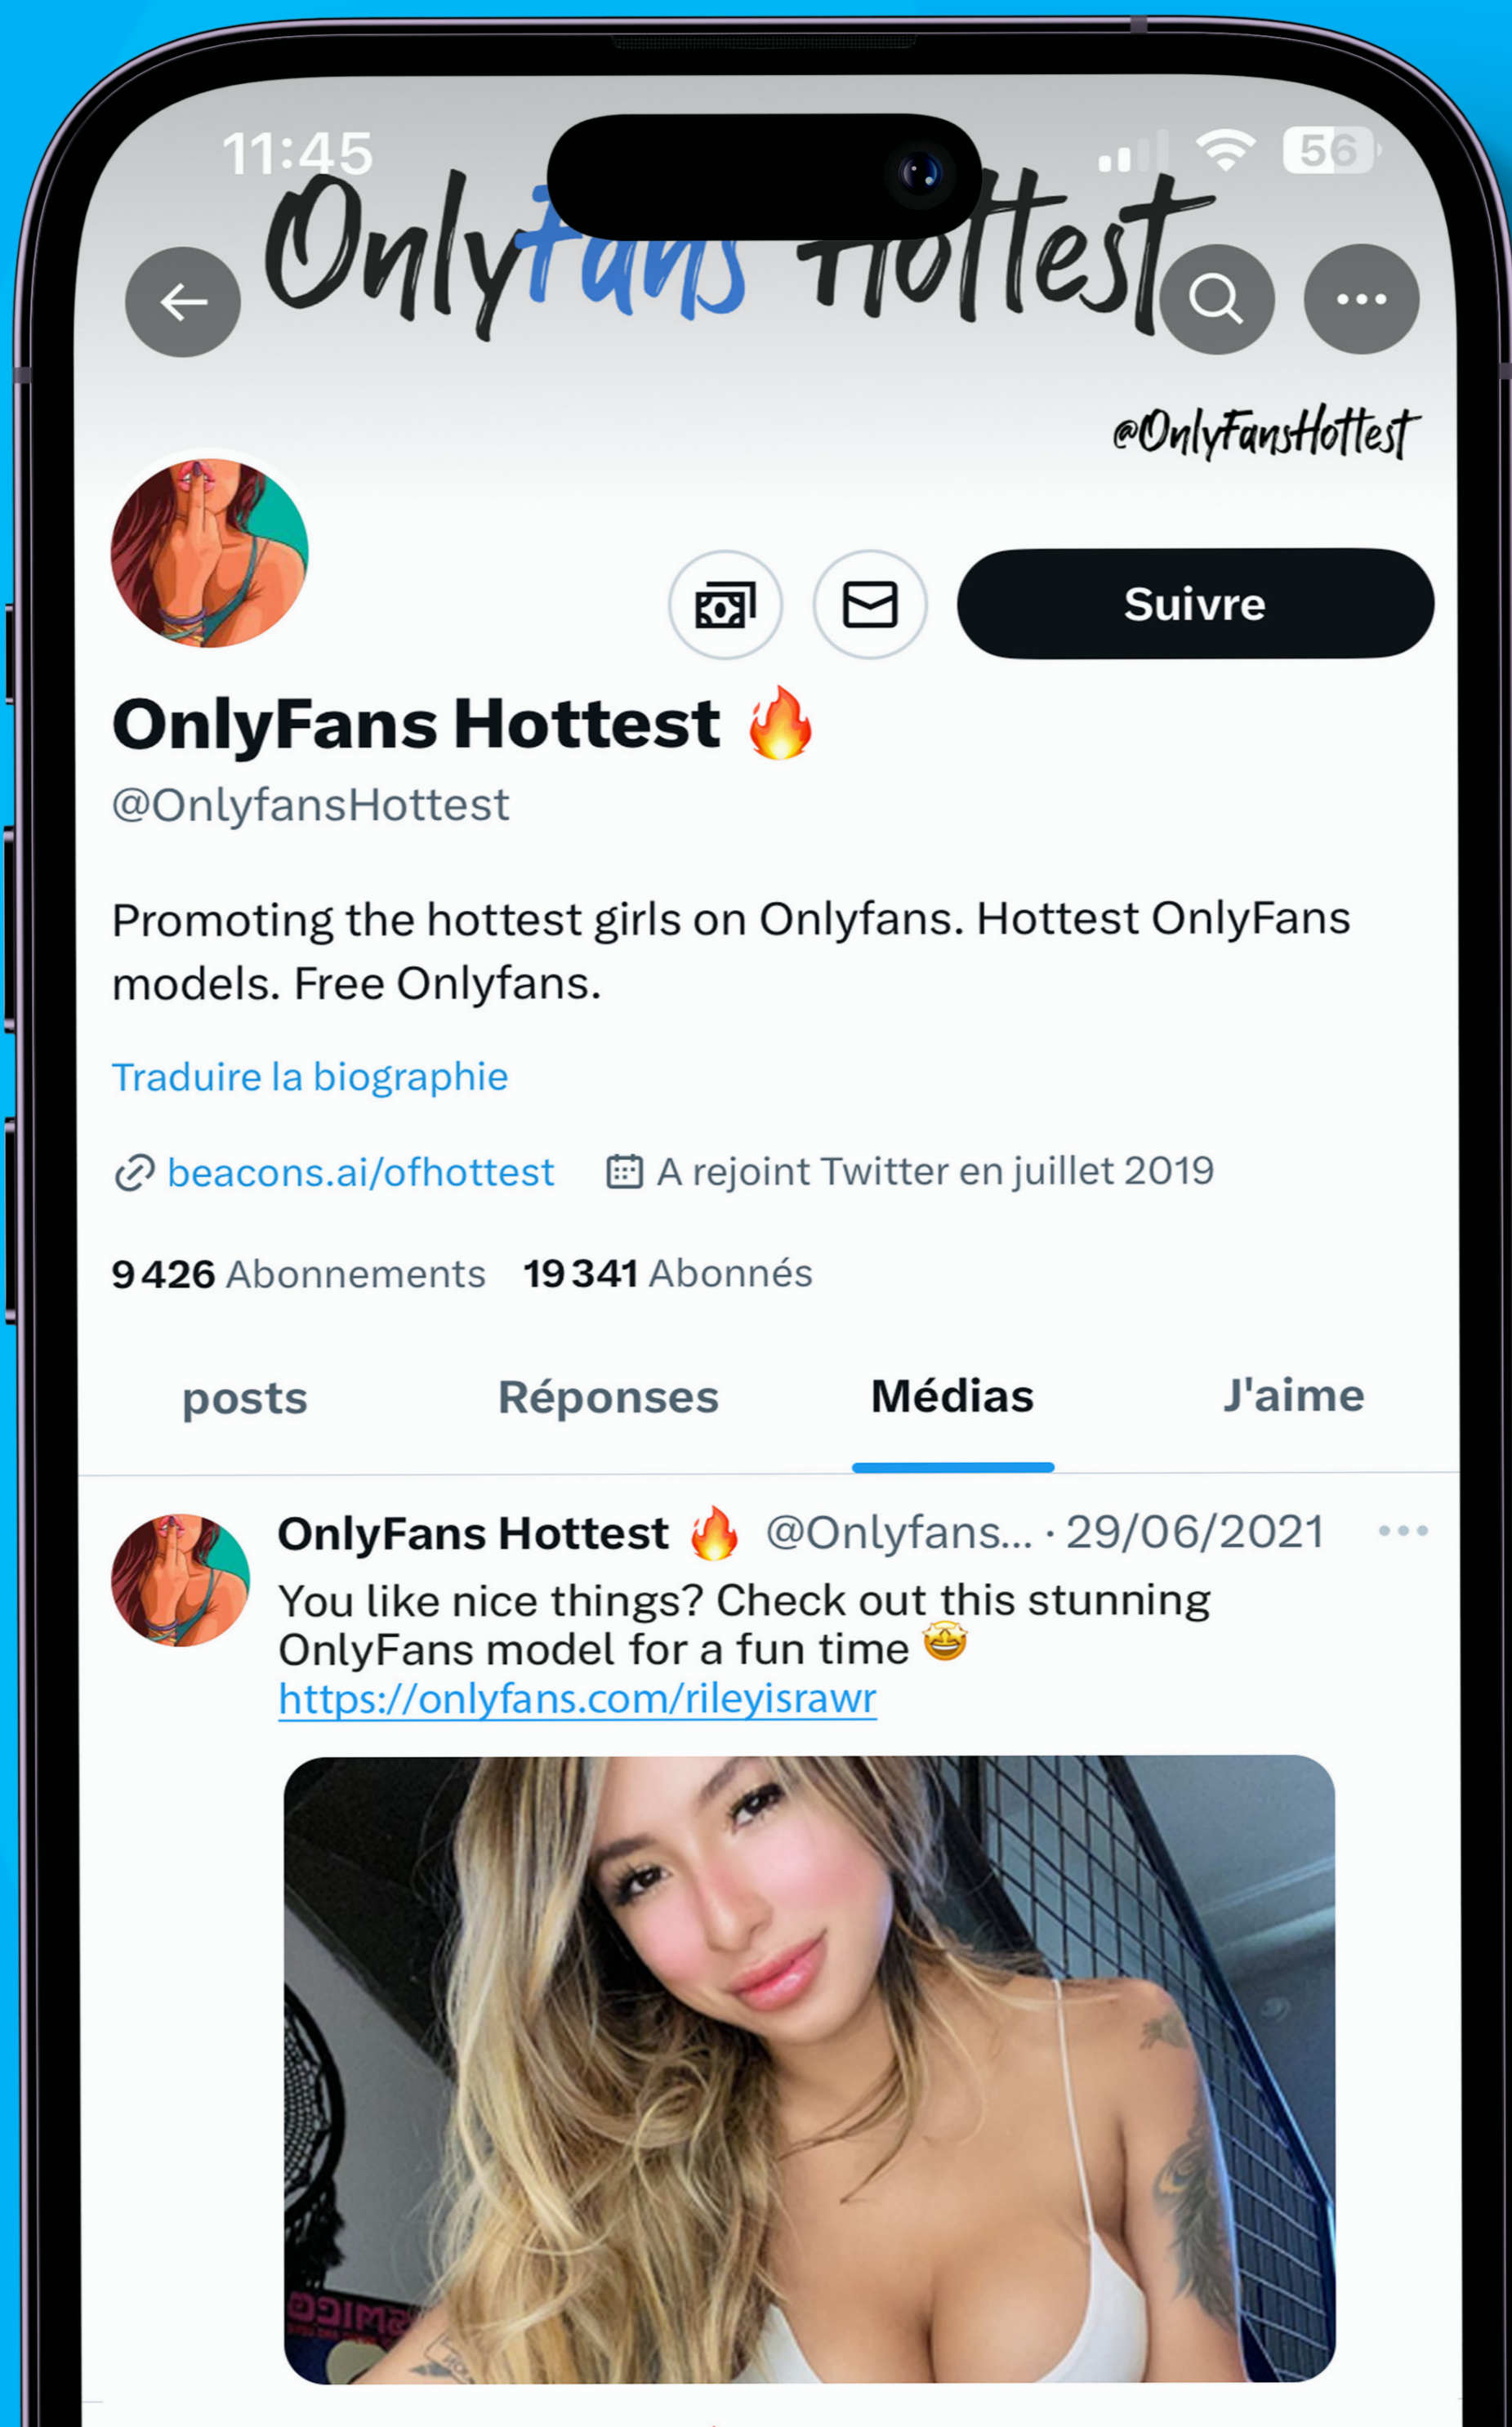 11:45
56
OnlyFans Hottest
@OnlyFansHottest
Suivre
OnlyFans Hottest 🔥
@OnlyfansHottest
Promoting the hottest girls on Onlyfans. Hottest OnlyFans
models. Free Onlyfans.
Traduire la biographie
beacons.ai/ofhottest A rejoint Twitter en juillet 2019
9 426 Abonnements 19 341 Abonnés
posts Réponses Médias J'aime
OnlyFans Hottest 🔥 @Onlyfans... · 29/06/2021
You like nice things? Check out this stunning
OnlyFans model for a fun time 🤩
https://onlyfans.com/rileyisrawr